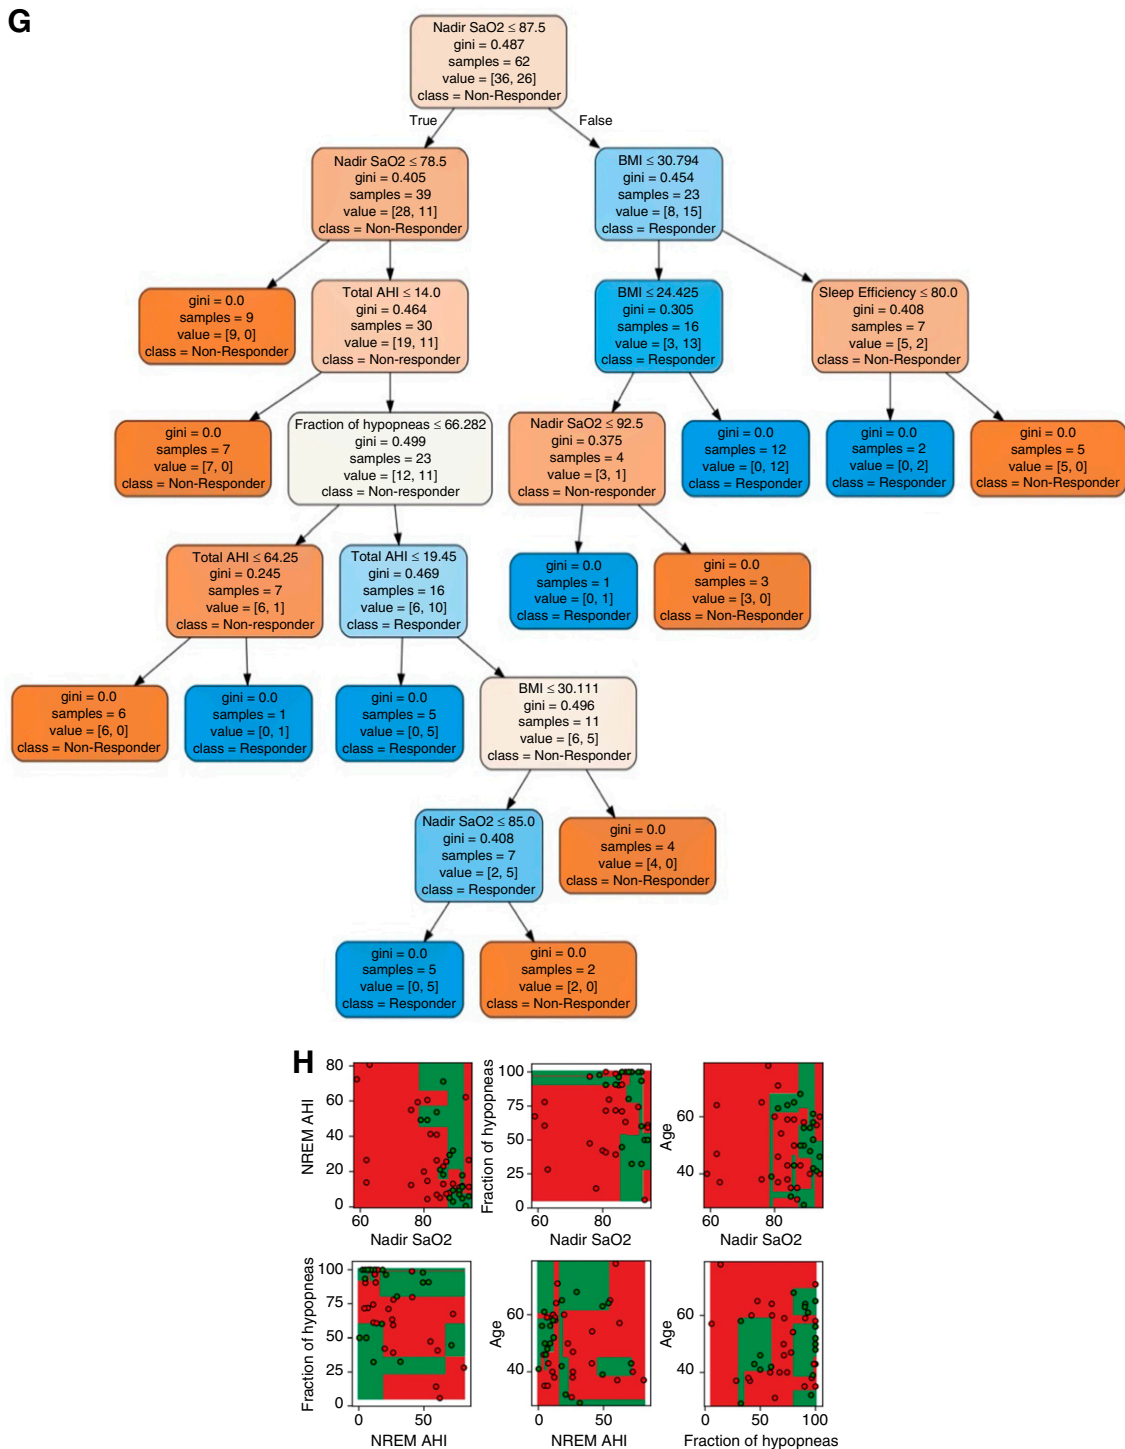 G
Nadir SaO2 ≤ 87.5
gini = 0.487
samples = 62
value = [36, 26]
class = Non-Responder
True
False
Nadir SaO2 ≤ 78.5
gini = 0.405
samples = 39
value = [28, 11]
class = Non-Responder
BMI ≤ 30.794
gini = 0.454
samples = 23
value = [8, 15]
class = Responder
gini = 0.0
samples = 9
value = [9, 0]
class = Non-Responder
Total AHI ≤ 14.0
gini = 0.464
samples = 30
value = [19, 11]
class = Non-responder
BMI ≤ 24.425
gini = 0.305
samples = 16
value = [3, 13]
class = Responder
Sleep Efficiency ≤ 80.0
gini = 0.408
samples = 7
value = [5, 2]
class = Non-Responder
gini = 0.0
samples = 7
value = [7, 0]
class = Non-Responder
Fraction of hypopneas ≤ 66.282
gini = 0.499
samples = 23
value = [12, 11]
class = Non-responder
Nadir SaO2 ≤ 92.5
gini = 0.375
samples = 4
value = [3, 1]
class = Non-responder
gini = 0.0
samples = 12
value = [0, 12]
class = Responder
gini = 0.0
samples = 2
value = [0, 2]
class = Responder
gini = 0.0
samples = 5
value = [5, 0]
class = Non-Responder
Total AHI ≤ 64.25
gini = 0.245
samples = 7
value = [6, 1]
class = Non-responder
Total AHI ≤ 19.45
gini = 0.469
samples = 16
value = [6, 10]
class = Responder
gini = 0.0
samples = 1
value = [0, 1]
class = Responder
gini = 0.0
samples = 3
value = [3, 0]
class = Non-Responder
gini = 0.0
samples = 6
value = [6, 0]
class = Non-Responder
gini = 0.0
samples = 1
value = [0, 1]
class = Responder
gini = 0.0
samples = 5
value = [0, 5]
class = Responder
BMI ≤ 30.111
gini = 0.496
samples = 11
value = [6, 5]
class = Non-Responder
Nadir SaO2 ≤ 85.0
gini = 0.408
samples = 7
value = [2, 5]
class = Responder
gini = 0.0
samples = 4
value = [4, 0]
class = Non-Responder
gini = 0.0
samples = 5
value = [0, 5]
class = Responder
gini = 0.0
samples = 2
value = [2, 0]
class = Non-Responder
H
80
60
40
20
0
NREM AHI
60 80
Nadir SaO2
100
75
50
25
0
Fraction of hypopneas
60 80
Nadir SaO2
60
40
Age
60 80
Nadir SaO2
100
75
50
25
0
Fraction of hypopneas
0 50
NREM AHI
60
40
Age
0 50
NREM AHI
60
40
Age
0 50 100
Fraction of hypopneas